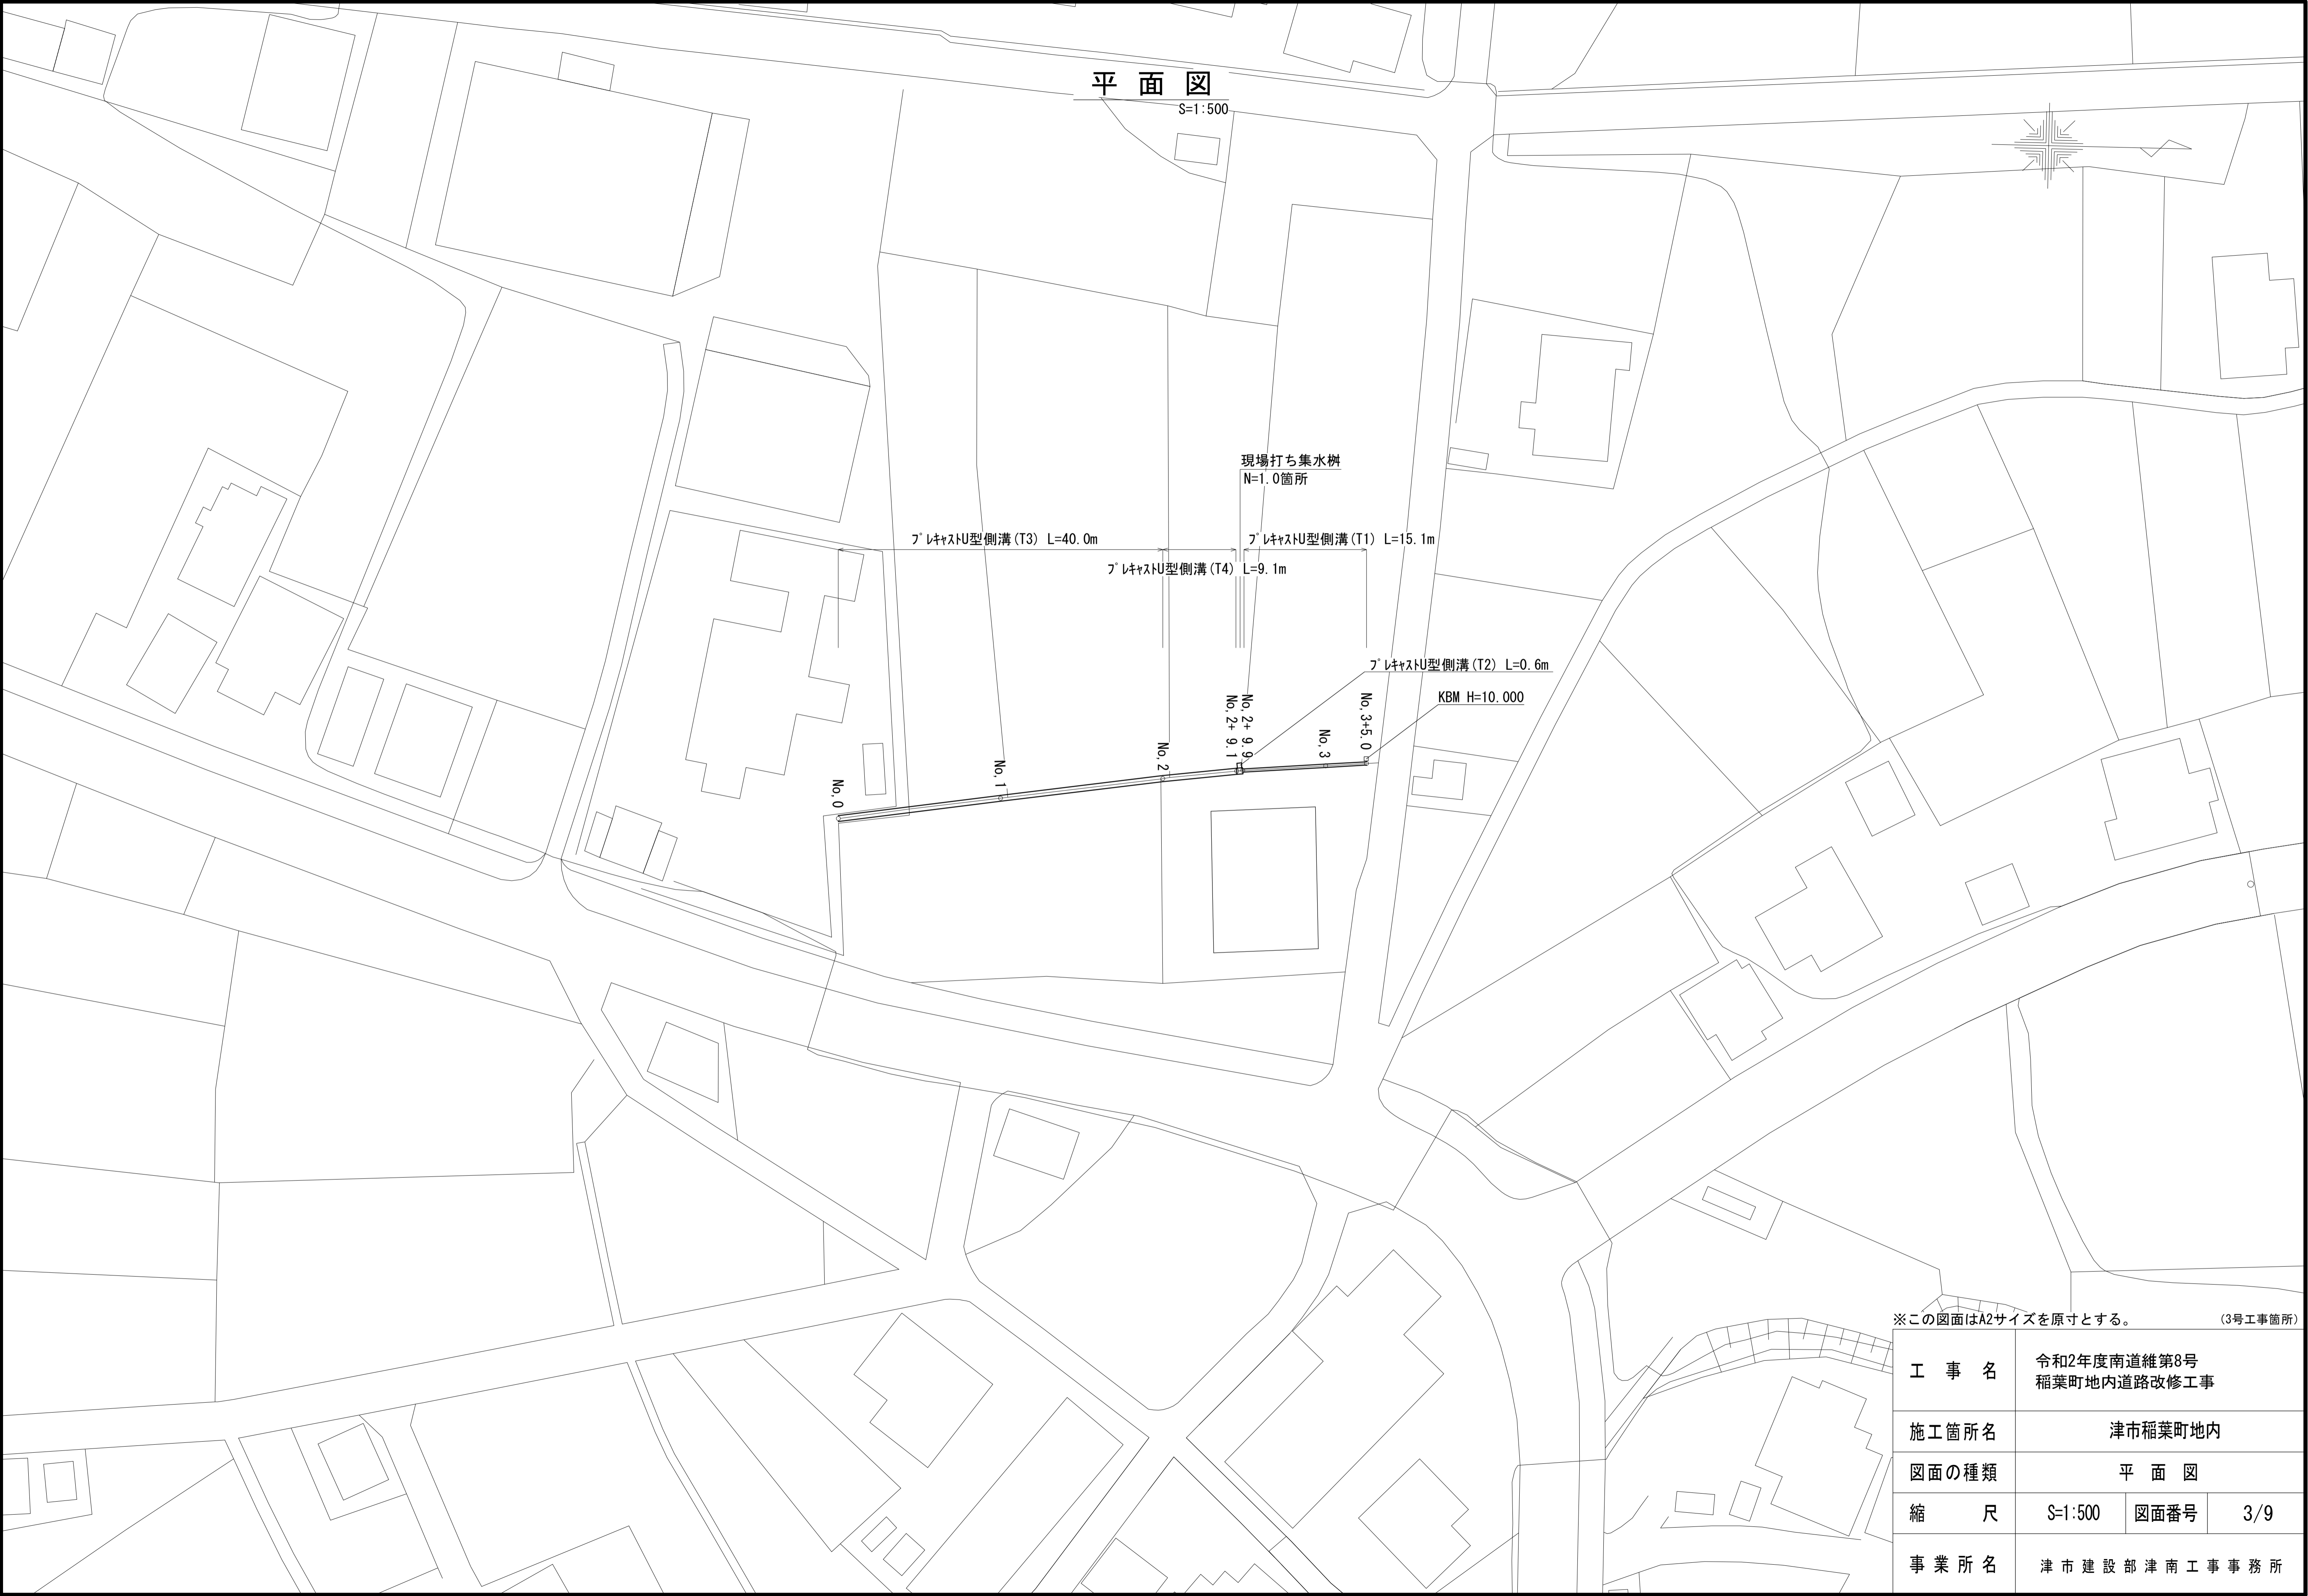 平 面 図
S=1:500
現場打ち集水桝
N=1.0箇所
ﾌﾟﾚｷｬｽﾄU型側溝(T3) L=40.0m
ﾌﾟﾚｷｬｽﾄU型側溝(T1) L=15.1m
ﾌﾟﾚｷｬｽﾄU型側溝(T4) L=9.1m
ﾌﾟﾚｷｬｽﾄU型側溝(T2) L=0.6m
KBM H=10.000
No,0
No,1
No,2
No,2+ 9.1
No,2+ 9.9
No,3
No,3+5.0
※この図面はA2サイズを原寸とする。
(3号工事箇所)
工 事 名
令和2年度南道維第8号
稲葉町地内道路改修工事
施工箇所名 津市稲葉町地内
図面の種類 平 面 図
縮 尺 S=1:500 図面番号 3/9
事業所名 津市建設部津南工事事務所